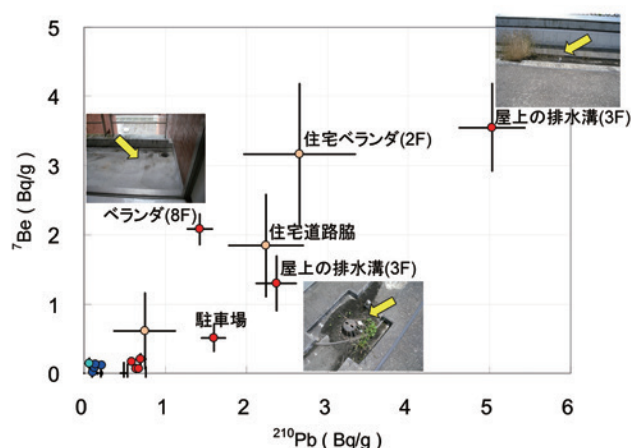 5
屋上の排水溝(3F)
4
住宅ベランダ(2F)
3
ベランダ(8F)
2
住宅道路脇
屋上の排水溝(3F)
1
駐車場
0
0 1 2 3 4 5 6
⁷Be ( Bq/g )
²¹⁰Pb ( Bq/g )